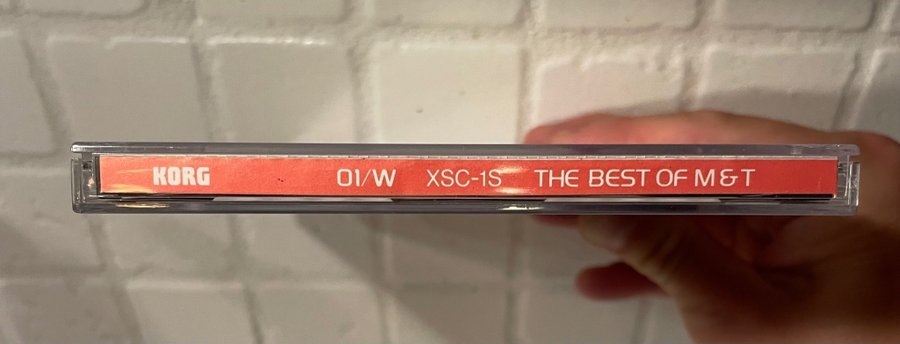 KORG 01/W XSC-1S THE BEST OF M&T